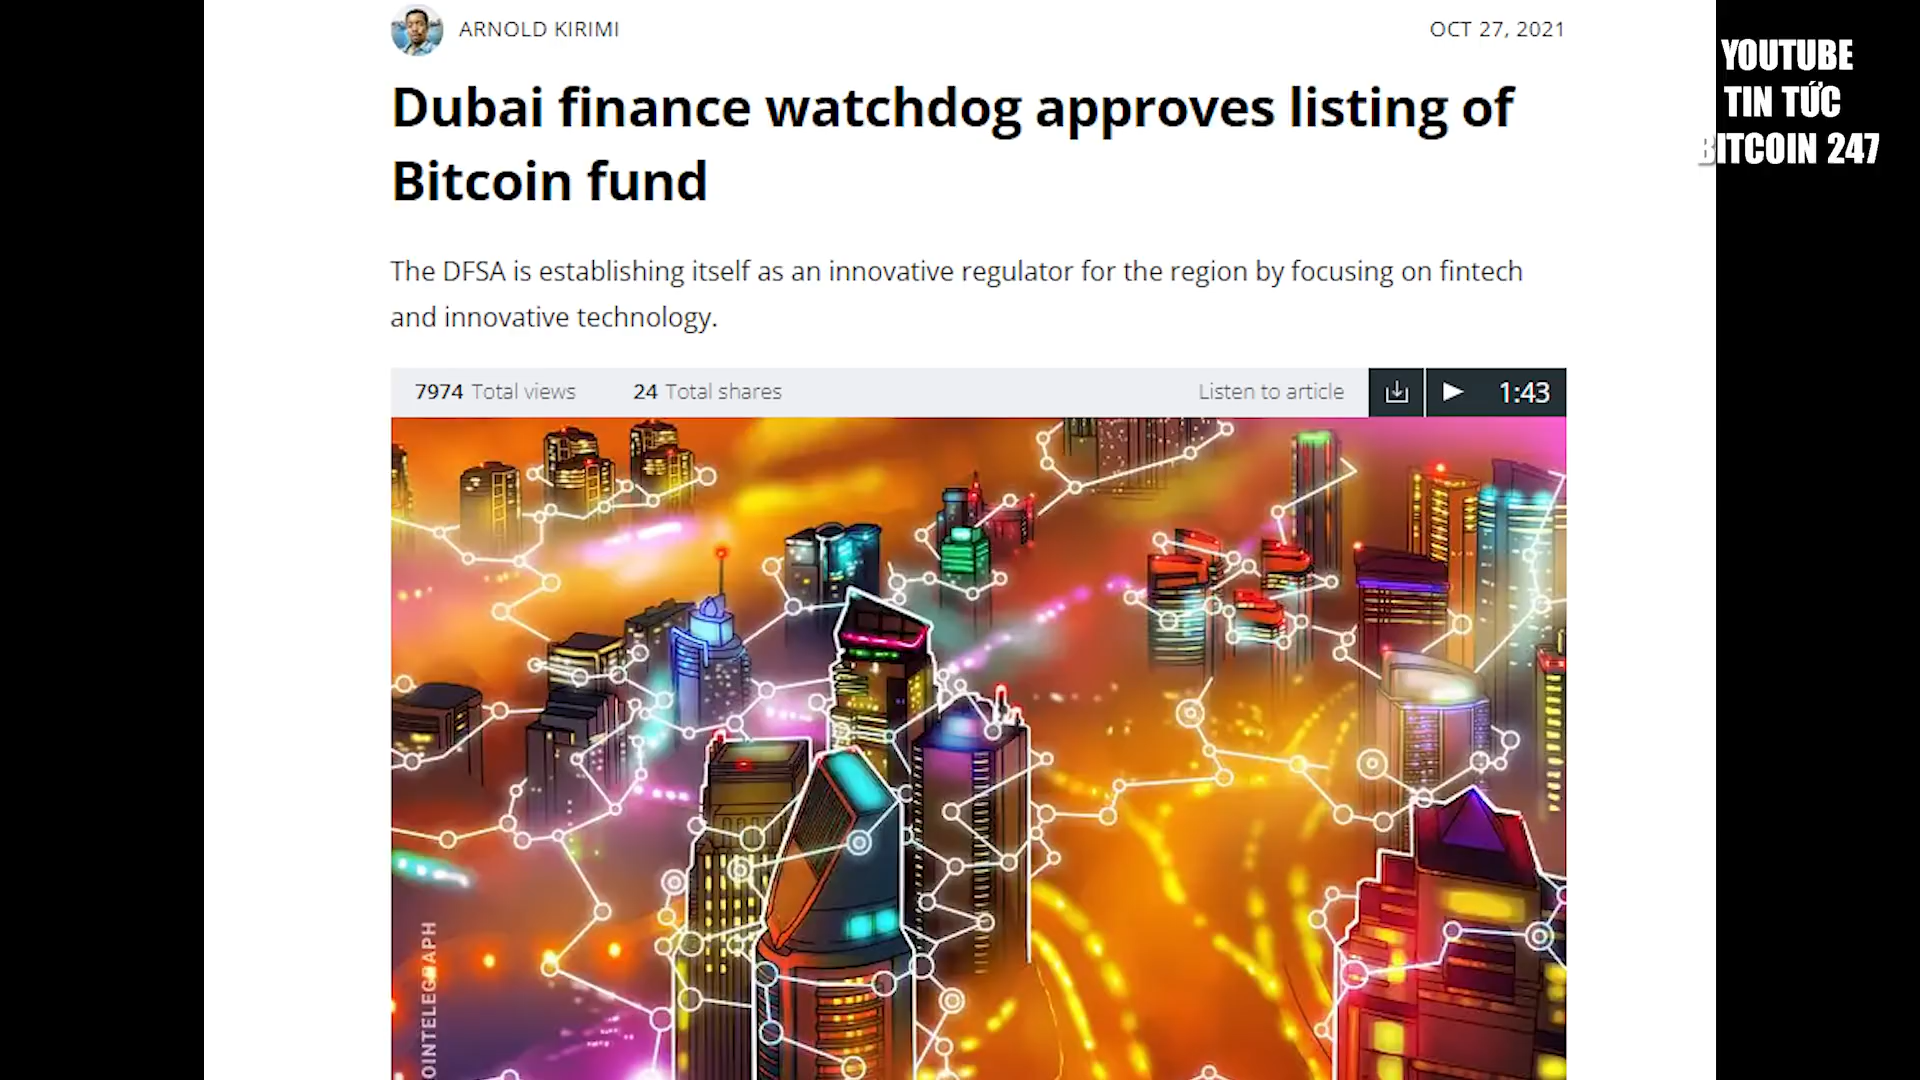 ARNOLD KIRIMI
OCT 27, 2021
Dubai finance watchdog approves listing of
Bitcoin fund
The DFSA is establishing itself as an innovative regulator for the region by focusing on fintech
and innovative technology.
7974 Total views
24 Total shares
Listen to article
1:43
YOUTUBE
TIN TỨC
BITCOIN 247
OINTELEGRAPH